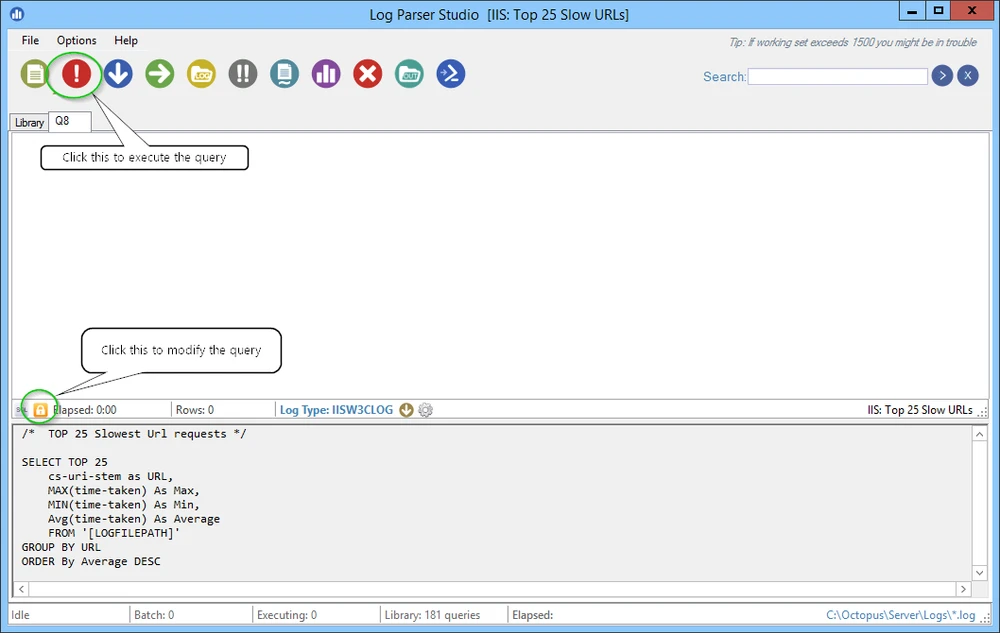 Log Parser Studio [IIS: Top 25 Slow URLs]
File Options Help
Tip: If working set exceeds 1500 you might be in trouble
! LOG !! OUT
Search: > X
Library Q8
Click this to execute the query
Click this to modify the query
Elapsed: 0:00 Rows: 0 Log Type: IISW3CLOG IIS: Top 25 Slow URLs
/*  TOP 25 Slowest Url requests */
SELECT TOP 25
cs-uri-stem as URL,
MAX(time-taken) As Max,
MIN(time-taken) As Min,
Avg(time-taken) As Average
FROM '[LOGFILEPATH]'
GROUP BY URL
ORDER By Average DESC
Idle Batch: 0 Executing: 0 Library: 181 queries Elapsed: C:\Octopus\Server\Logs\*.log